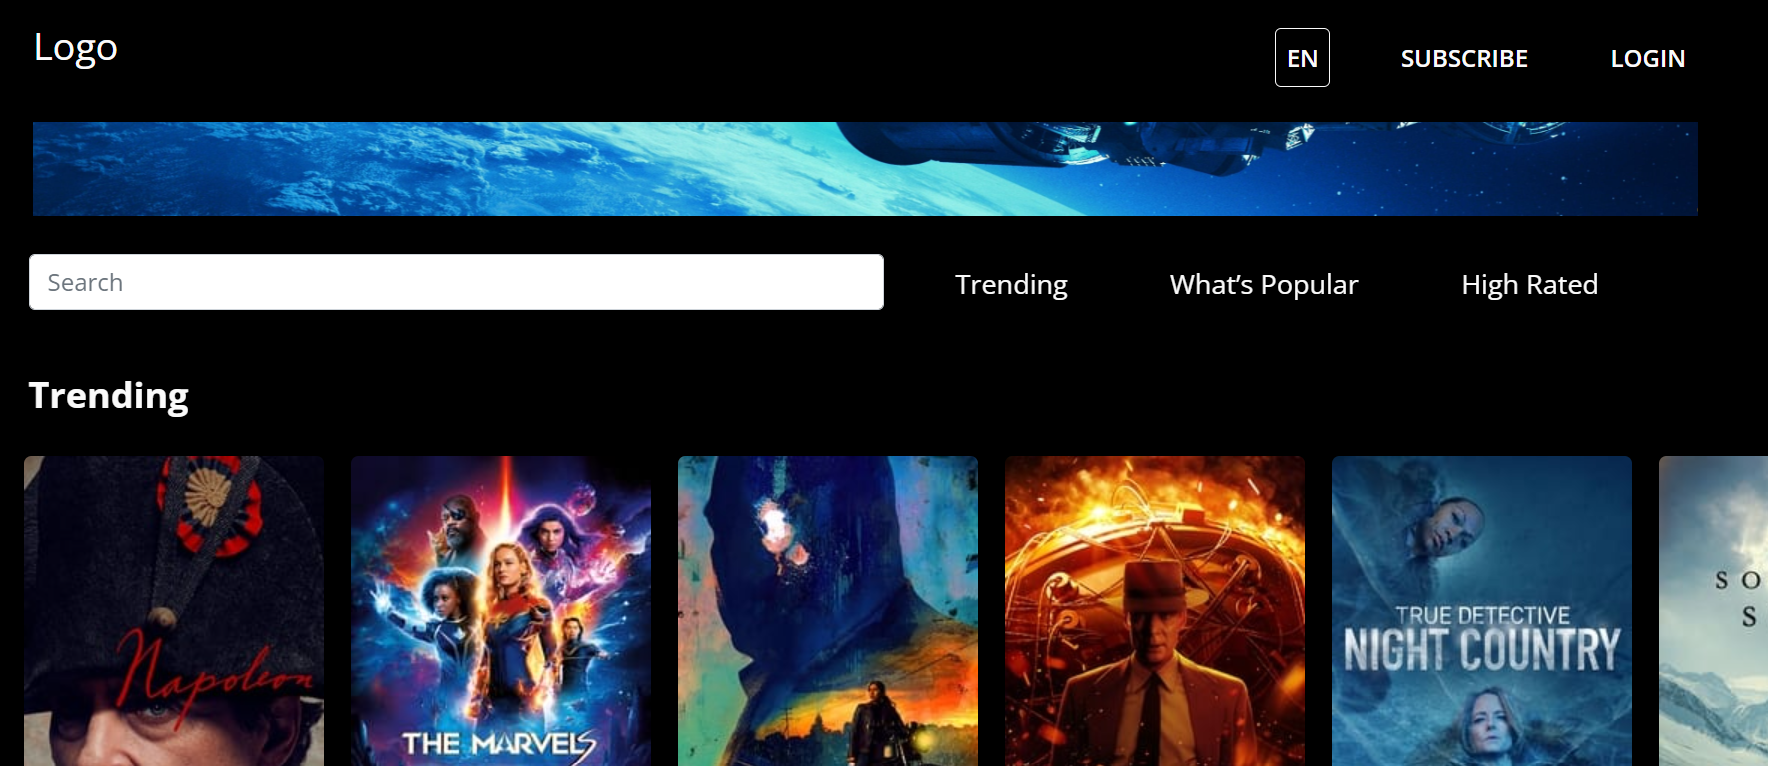 Logo
EN
SUBSCRIBE
LOGIN
Search
Trending
What’s Popular
High Rated
Trending
Napoleon
THE MARVELS
TRUE DETECTIVE
NIGHT COUNTRY
S O
S